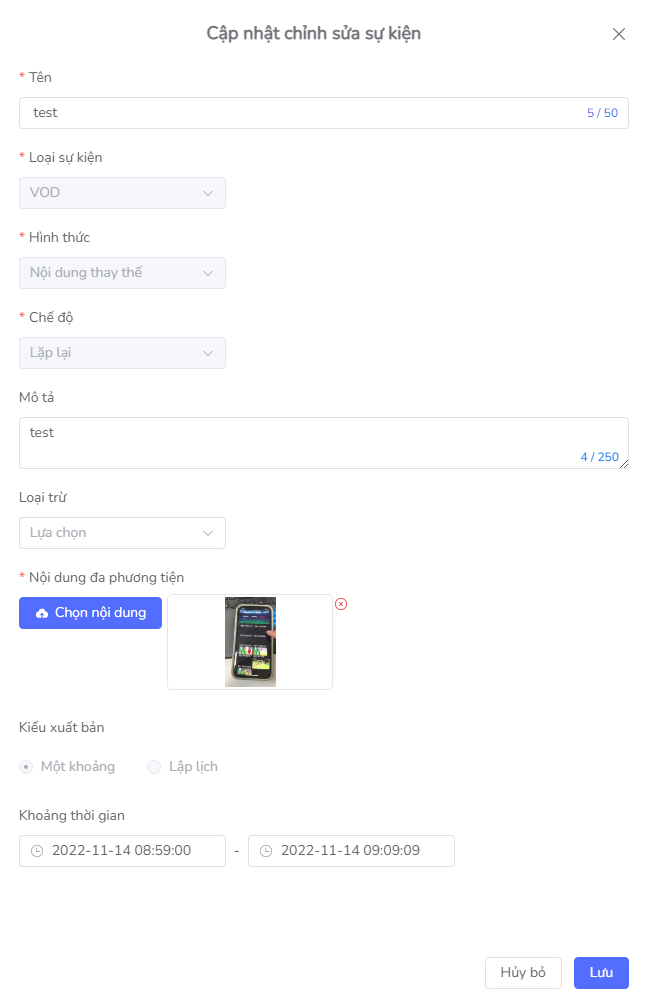 Cập nhật chỉnh sửa sự kiện
* Tên
test 5 / 50
* Loại sự kiện
VOD
* Hình thức
Nội dung thay thế
* Chế độ
Lặp lại
Mô tả
test
4 / 250
Loại trừ
Lựa chọn
* Nội dung đa phương tiện
Chọn nội dung
Kiểu xuất bản
Một khoảng Lập lịch
Khoảng thời gian
2022-11-14 08:59:00 - 2022-11-14 09:09:09
Hủy bỏ Lưu